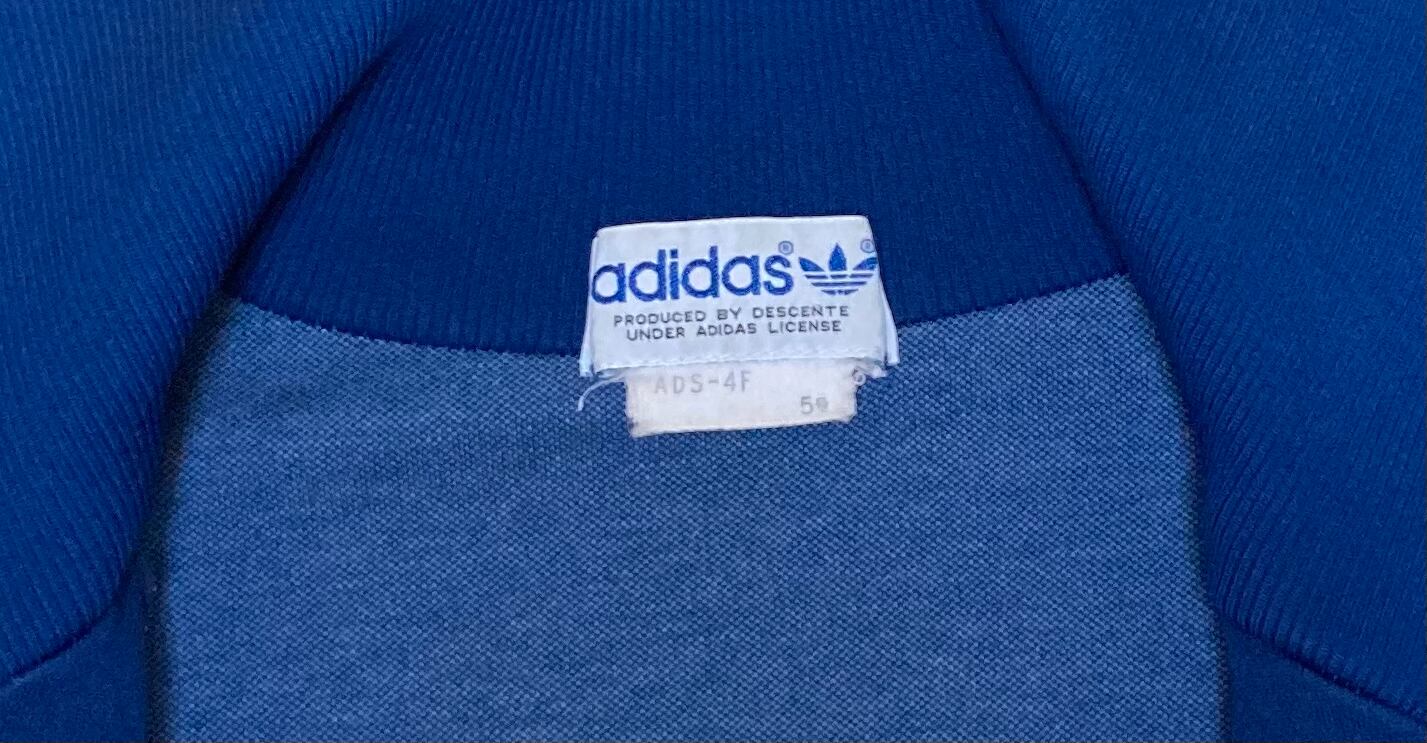 adidas®
PRODUCED BY DESCENTE
UNDER ADIDAS LICENSE
ADS-4F